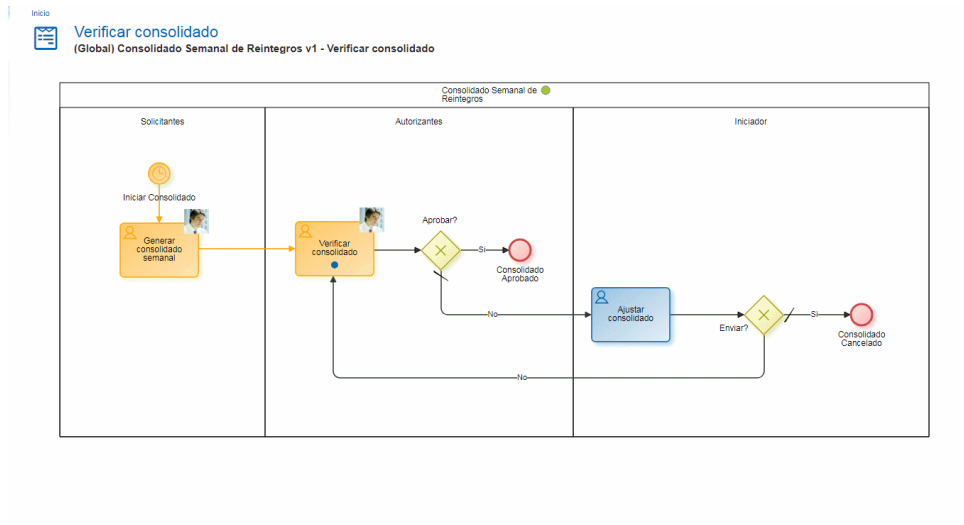 Inicio
Verificar consolidado
(Global) Consolidado Semanal de Reintegros v1 - Verificar consolidado
Consolidado Semanal de
Reintegros
Solicitantes
Autorizantes
Iniciador
Iniciar Consolidado
Generar
consolidado
semanal
Verificar
consolidado
Aprobar?
Si
Consolidado
Aprobado
No
Ajustar
consolidado
Enviar?
Si
Consolidado
Cancelado
No